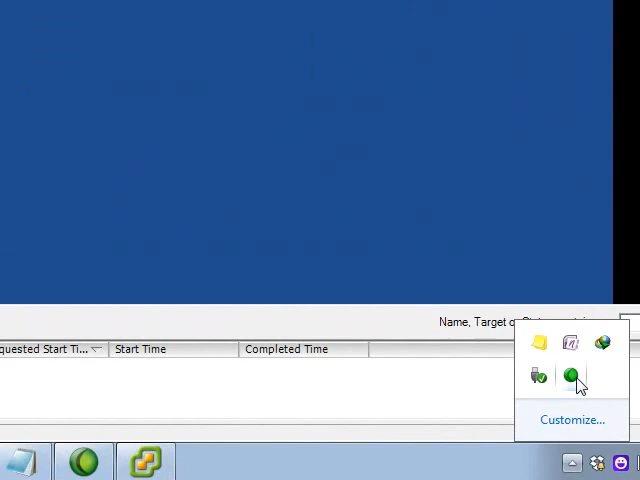 Name, Target o
quested Start Ti... Start Time Completed Time
Customize...